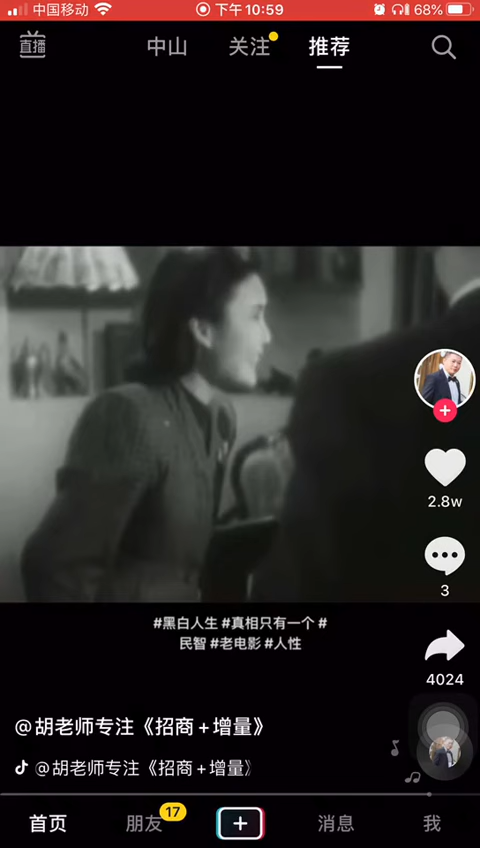 中国移动
下午10:59
68%
直播
中山
关注
推荐
2.8w
3
#黑白人生 #真相只有一个 #
民智 #老电影 #人性
4024
@胡老师专注《招商+增量》
@胡老师专注《招商+增量》
首页
朋友
17
消息
我